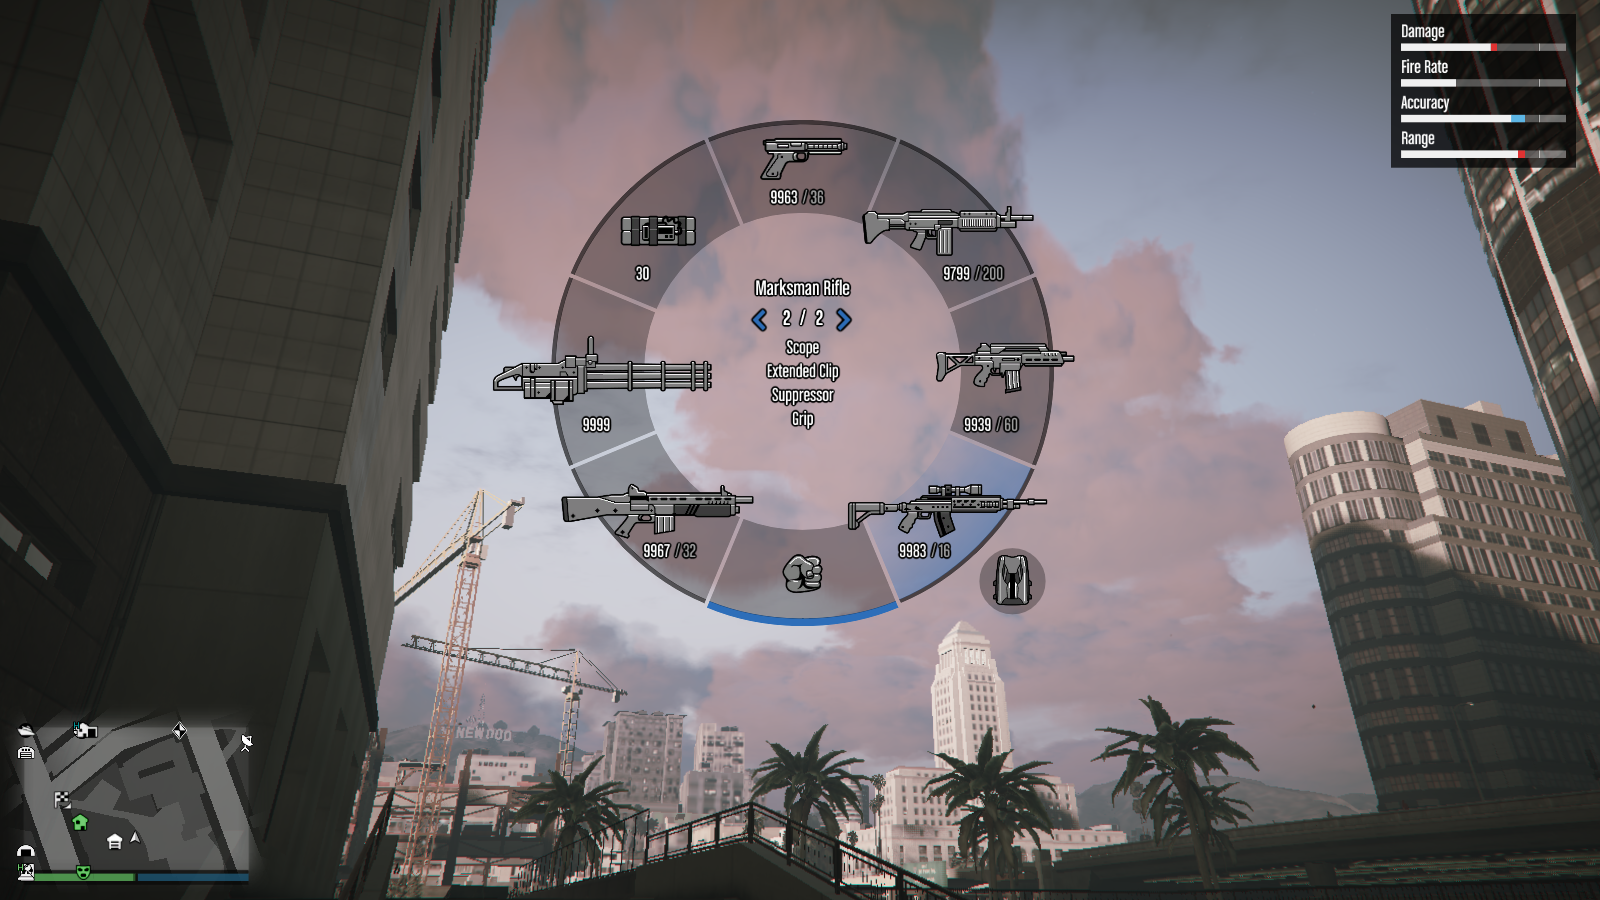 Damage
Fire Rate
Accuracy
Range
9963 / 36
30
9799 / 200
Marksman Rifle
2 / 2
Scope
Extended Clip
Suppressor
Grip
9999
9939 / 60
9967 / 32
9983 / 16